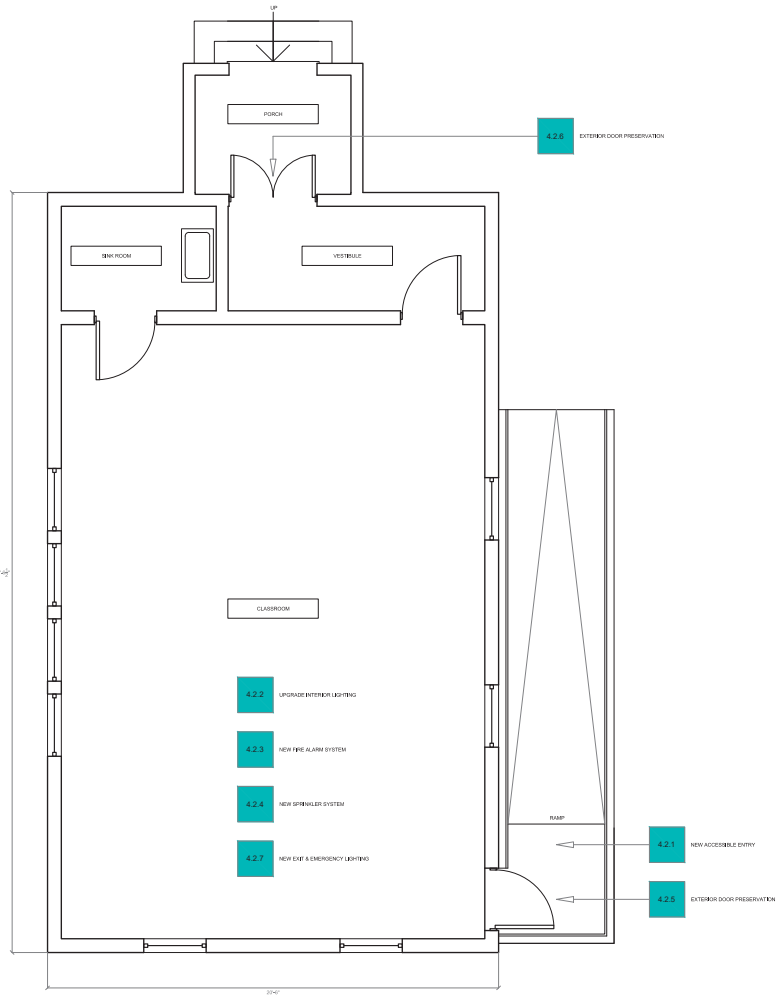 UP
PORCH
4.2.6 EXTERIOR DOOR PRESERVATION
SINK ROOM
VESTIBULE
CLASSROOM
4.2.2 UPGRADE INTERIOR LIGHTING
4.2.3 NEW FIRE ALARM SYSTEM
4.2.4 NEW SPRINKLER SYSTEM
RAMP
4.2.1 NEW ACCESSIBLE ENTRY
4.2.7 NEW EXIT & EMERGENCY LIGHTING
4.2.5 EXTERIOR DOOR PRESERVATION